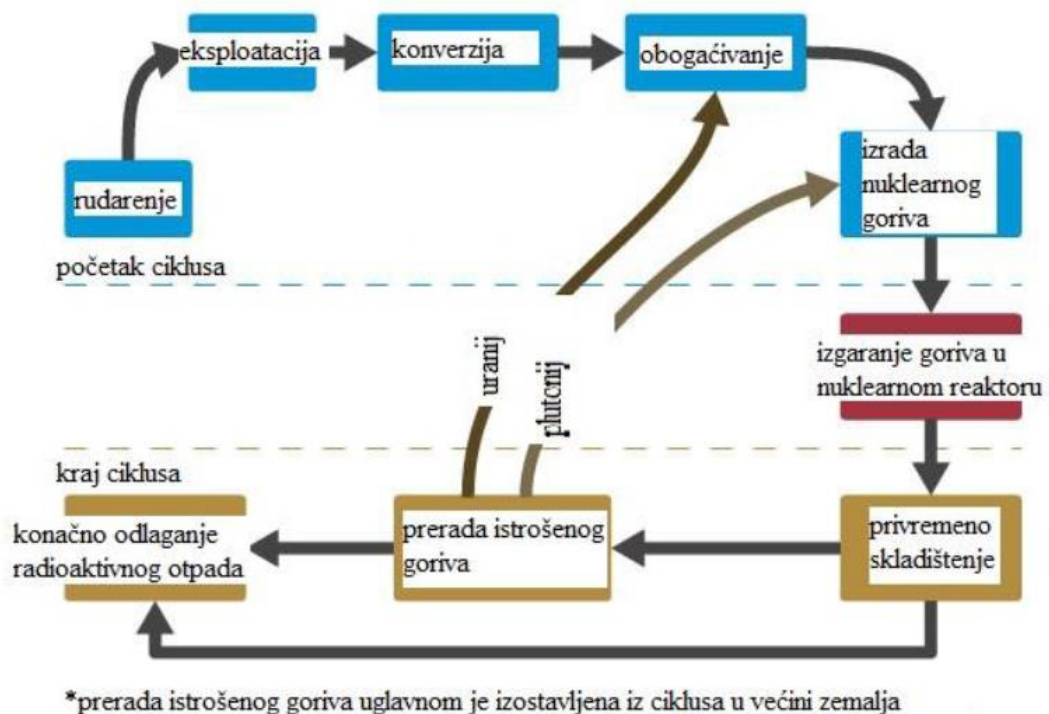 eksploatacija
konverzija
obogaćivanje
rudarenje
izrada
nuklearnog
goriva
početak ciklusa
uranij
plutonij
izgaranje goriva u
nuklearnom reaktoru
kraj ciklusa
konačno odlaganje
radioaktivnog otpada
prerada istrošenog
goriva
privremeno
skladištenje
*prerada istrošenog goriva uglavnom je izostavljena iz ciklusa u većini zemalja